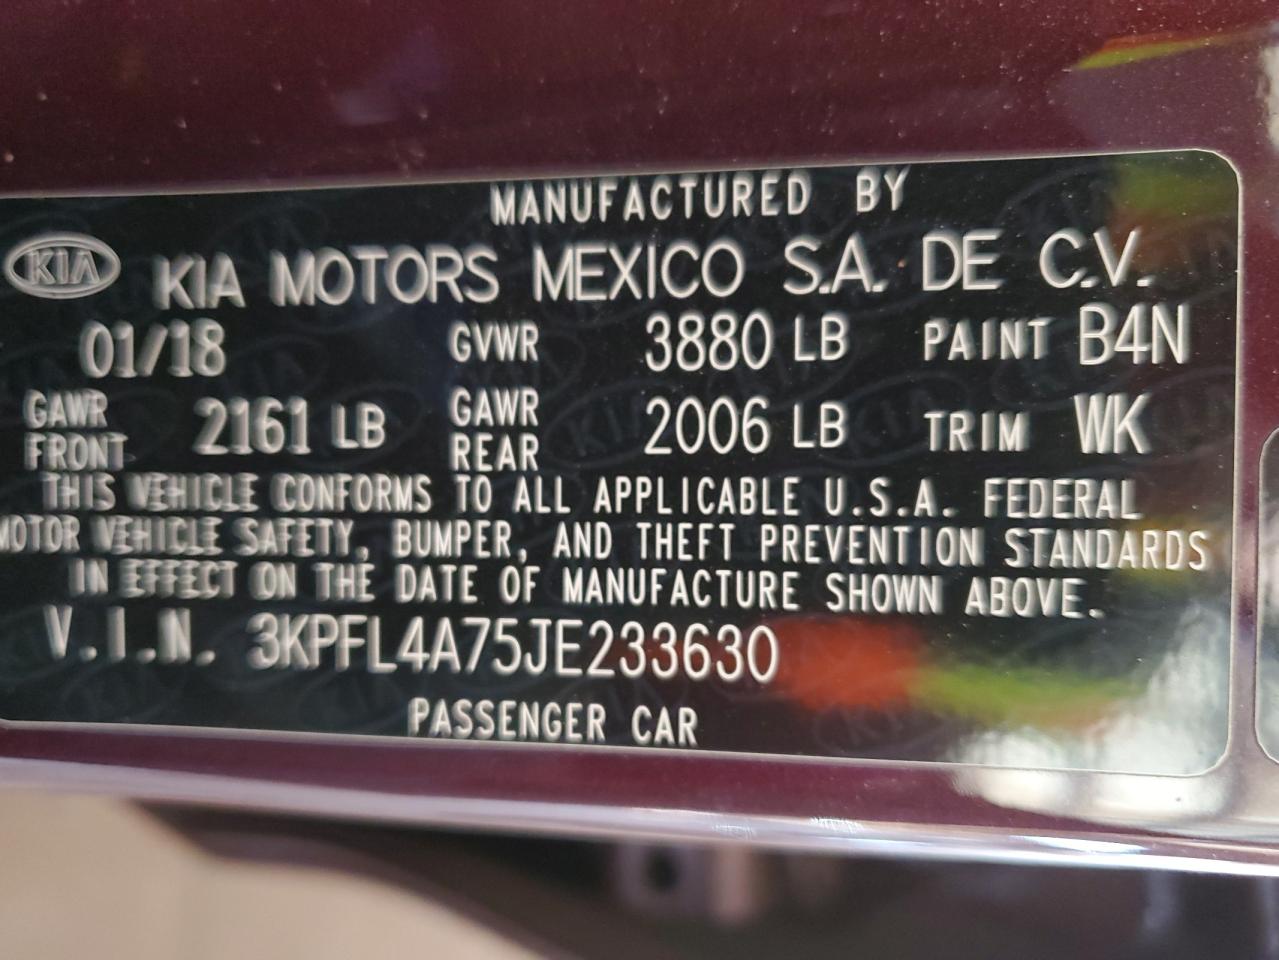 MANUFACTURED BY
KIA KIA MOTORS MEXICO S.A. DE C.V.
01/18 GVWR 3880 LB PAINT B4N
GAWR FRONT 2161 LB GAWR REAR 2006 LB TRIM WK
THIS VEHICLE CONFORMS TO ALL APPLICABLE U.S.A. FEDERAL
MOTOR VEHICLE SAFETY, BUMPER, AND THEFT PREVENTION STANDARDS
IN EFFECT ON THE DATE OF MANUFACTURE SHOWN ABOVE.
V.I.N. 3KPFL4A75JE233630
PASSENGER CAR